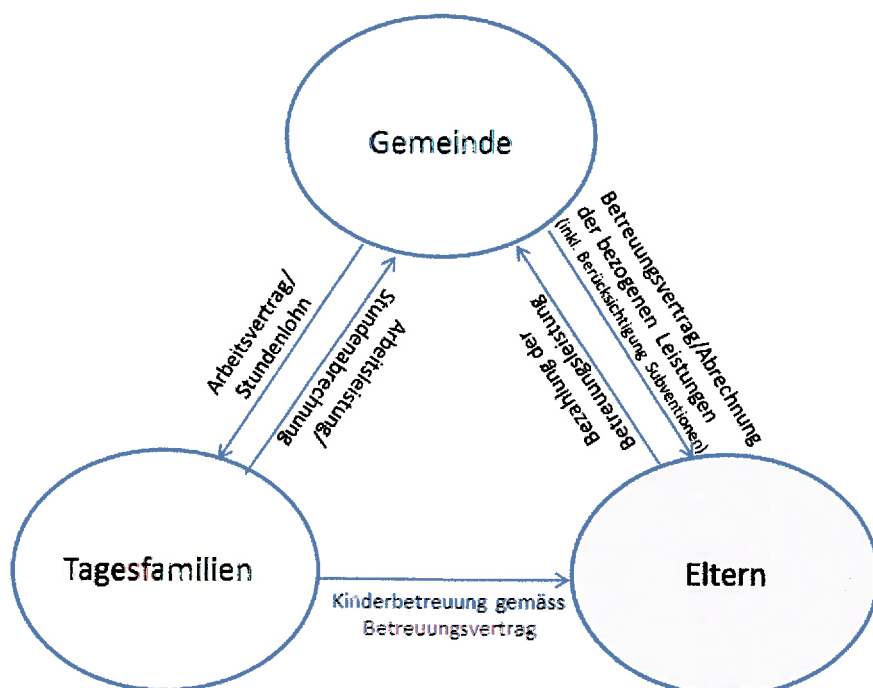 Gemeinde
Arbeitsvertrag/
Stundenlohn
Arbeitsleistung/
Stundenabrechnung
Bezahlung der
Betreuungsleistung
Betreuungsvertrag/Abrechnung
der bezogenen Leistungen
(inkl. Berücksichtigung Subventionen)
Tagesfamilien
Eltern
Kinderbetreuung gemäss
Betreuungsvertrag